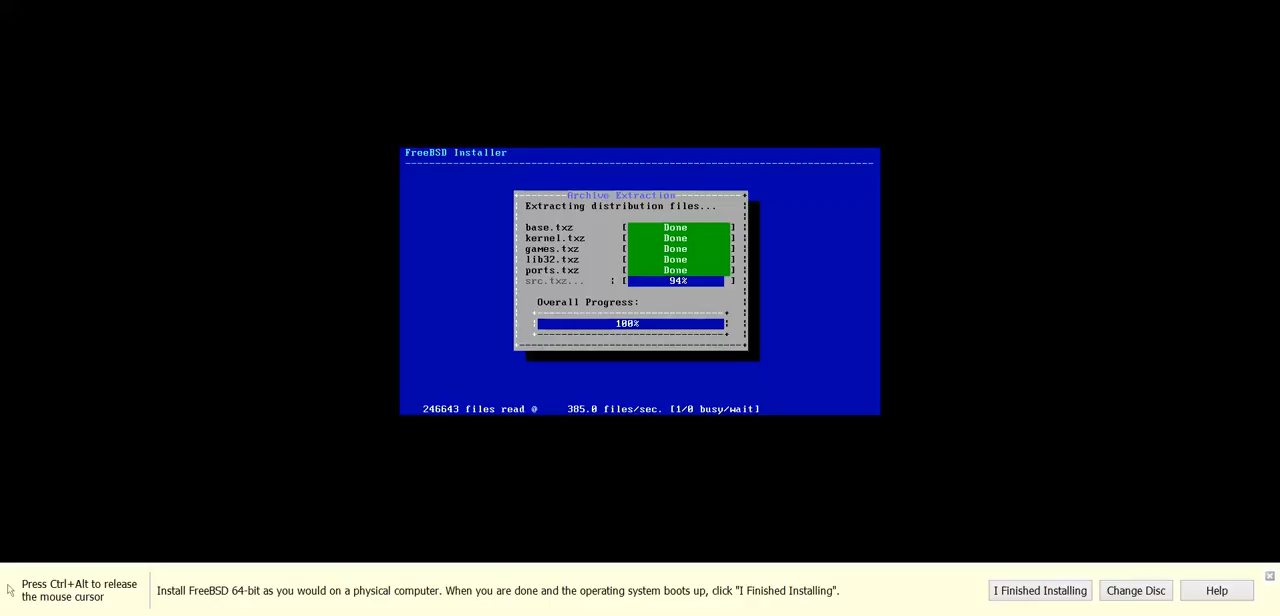 FreeBSD Installer
Archive Extraction
Extracting distribution files...
base.txz [ Done ]
kernel.txz [ Done ]
games.txz [ Done ]
lib32.txz [ Done ]
ports.txz [ Done ]
src.txz... : [ 94% ]
Overall Progress:
100%
246643 files read @ 385.0 files/sec. [1/0 busy/wait]
Press Ctrl+Alt to release
the mouse cursor
Install FreeBSD 64-bit as you would on a physical computer. When you are done and the operating system boots up, click "I Finished Installing".
I Finished Installing
Change Disc
Help